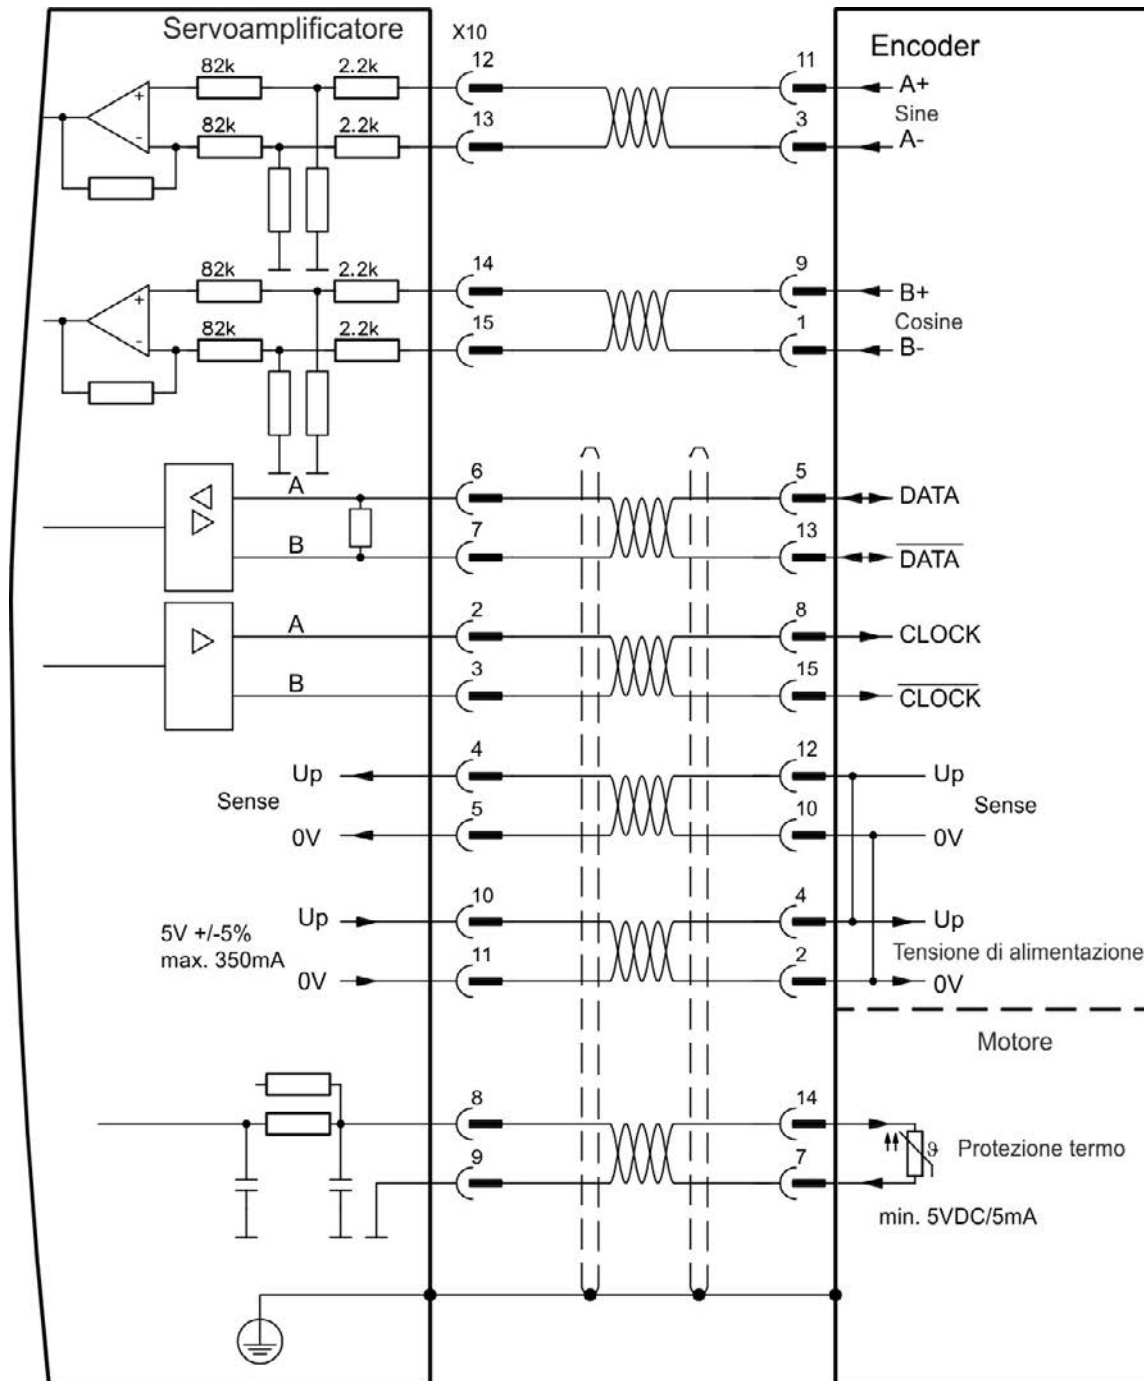 Servoamplificatore
X10
Encoder
82k 2.2k 12 11 A+
Sine
82k 2.2k 13 3 A-
+
-
82k 2.2k 14 9 B+
Cosine
82k 2.2k 15 1 B-
+
-
A 6 5 DATA
B 7 13 DATA
A 2 8 CLOCK
B 3 15 CLOCK
Up 4 12 Up
Sense Sense
0V 5 10 0V
Up 10 4 Up
5V +/-5%
max. 350mA
Tensione di alimentazione
0V 11 2 0V
Motore
8 14
ϑ Protezione termo
9 7
min. 5VDC/5mA